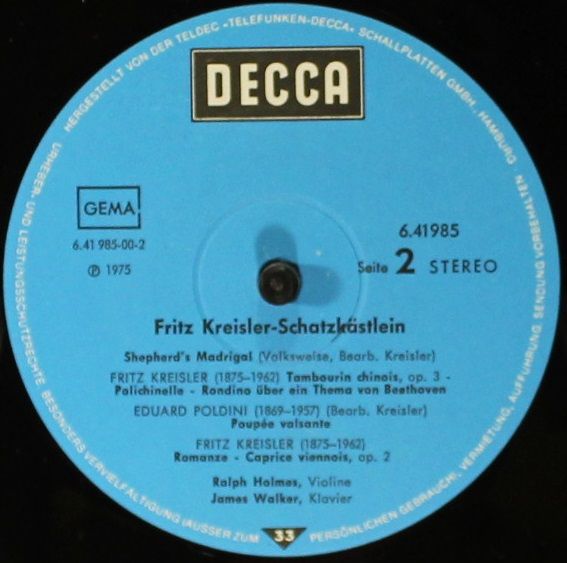 HERGESTELLT VON DER TELDEC «TELEFUNKEN-DECCA» SCHALLPLATTEN GMBH., HAMBURG · URHEBER- UND LEISTUNGSSCHUTZRECHTE BESONDERS VERVIELFÄLTIGUNG (AUSSER ZUM PERSÖNLICHEN GEBRAUCH), VERMIETUNG, AUFFÜHRUNG, SENDUNG VORBEHALTEN
DECCA
GEMA
6.41 985-00-2
℗ 1975
6.41985
Seite 2 STEREO
Fritz Kreisler-Schatzkästlein
Shepherd's Madrigal (Volksweise, Bearb. Kreisler)
FRITZ KREISLER (1875–1962) Tambourin chinois, op. 3 -
Polichinelle - Rondino über ein Thema von Beethoven
EDUARD POLDINI (1869–1957) (Bearb. Kreisler)
Poupée valsante
FRITZ KREISLER (1875–1962)
Romanze - Caprice viennois, op. 2
Ralph Holmes, Violine
James Walker, Klavier
33